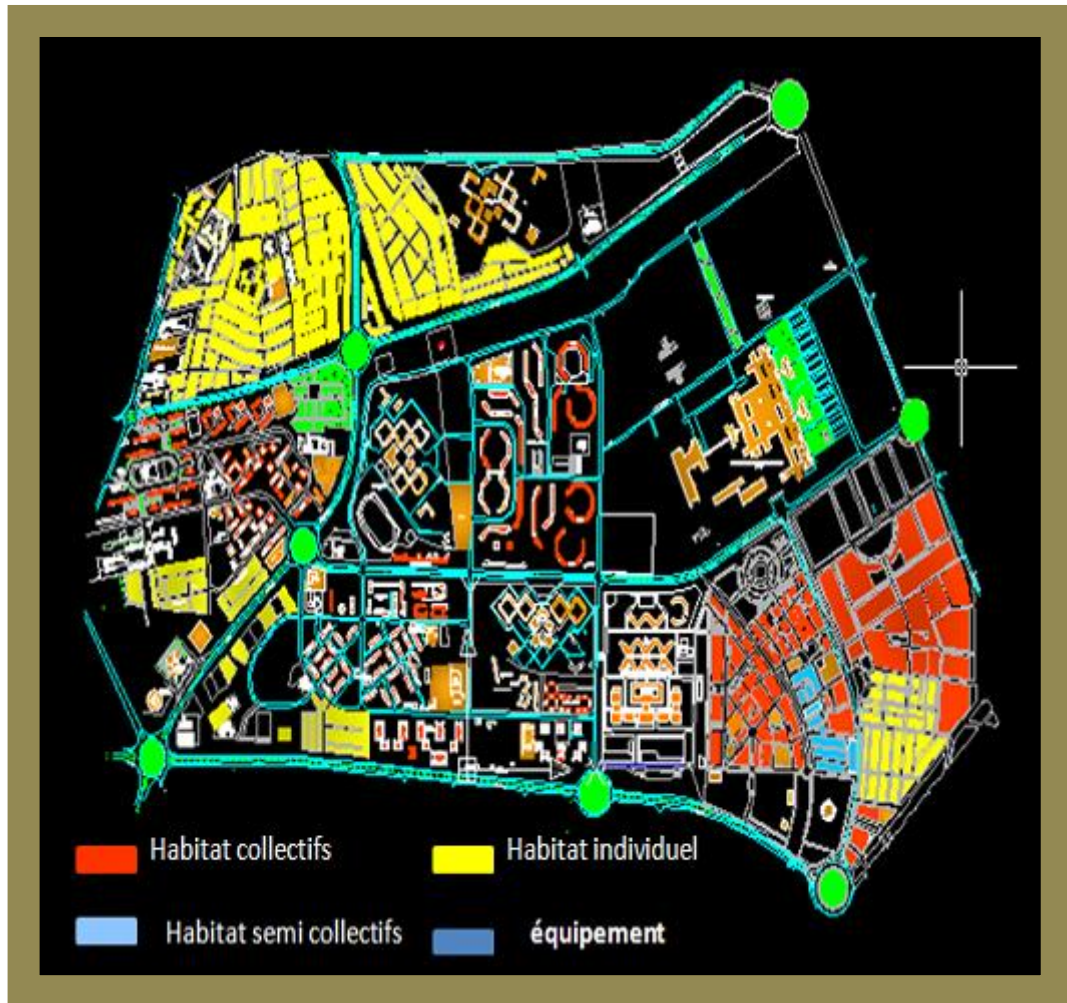 Habitat collectifs
Habitat individuel
Habitat semi collectifs
équipement